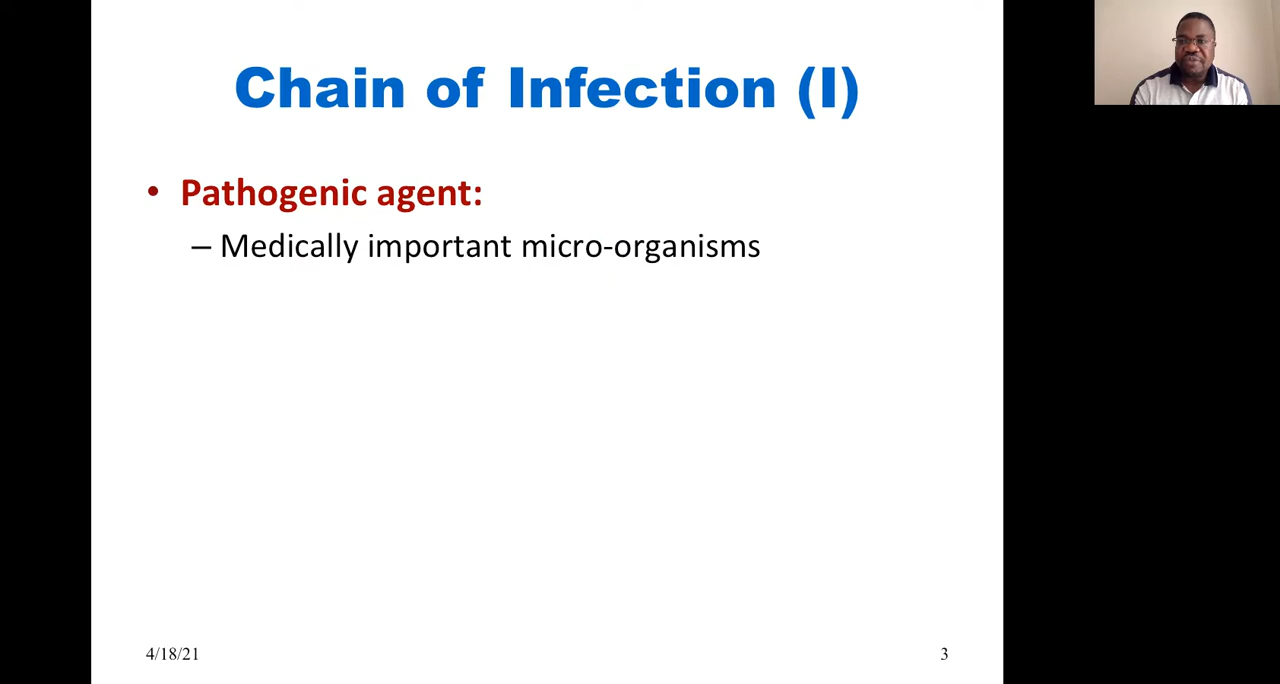 Chain of Infection (I)
• Pathogenic agent:
– Medically important micro-organisms
4/18/21
3